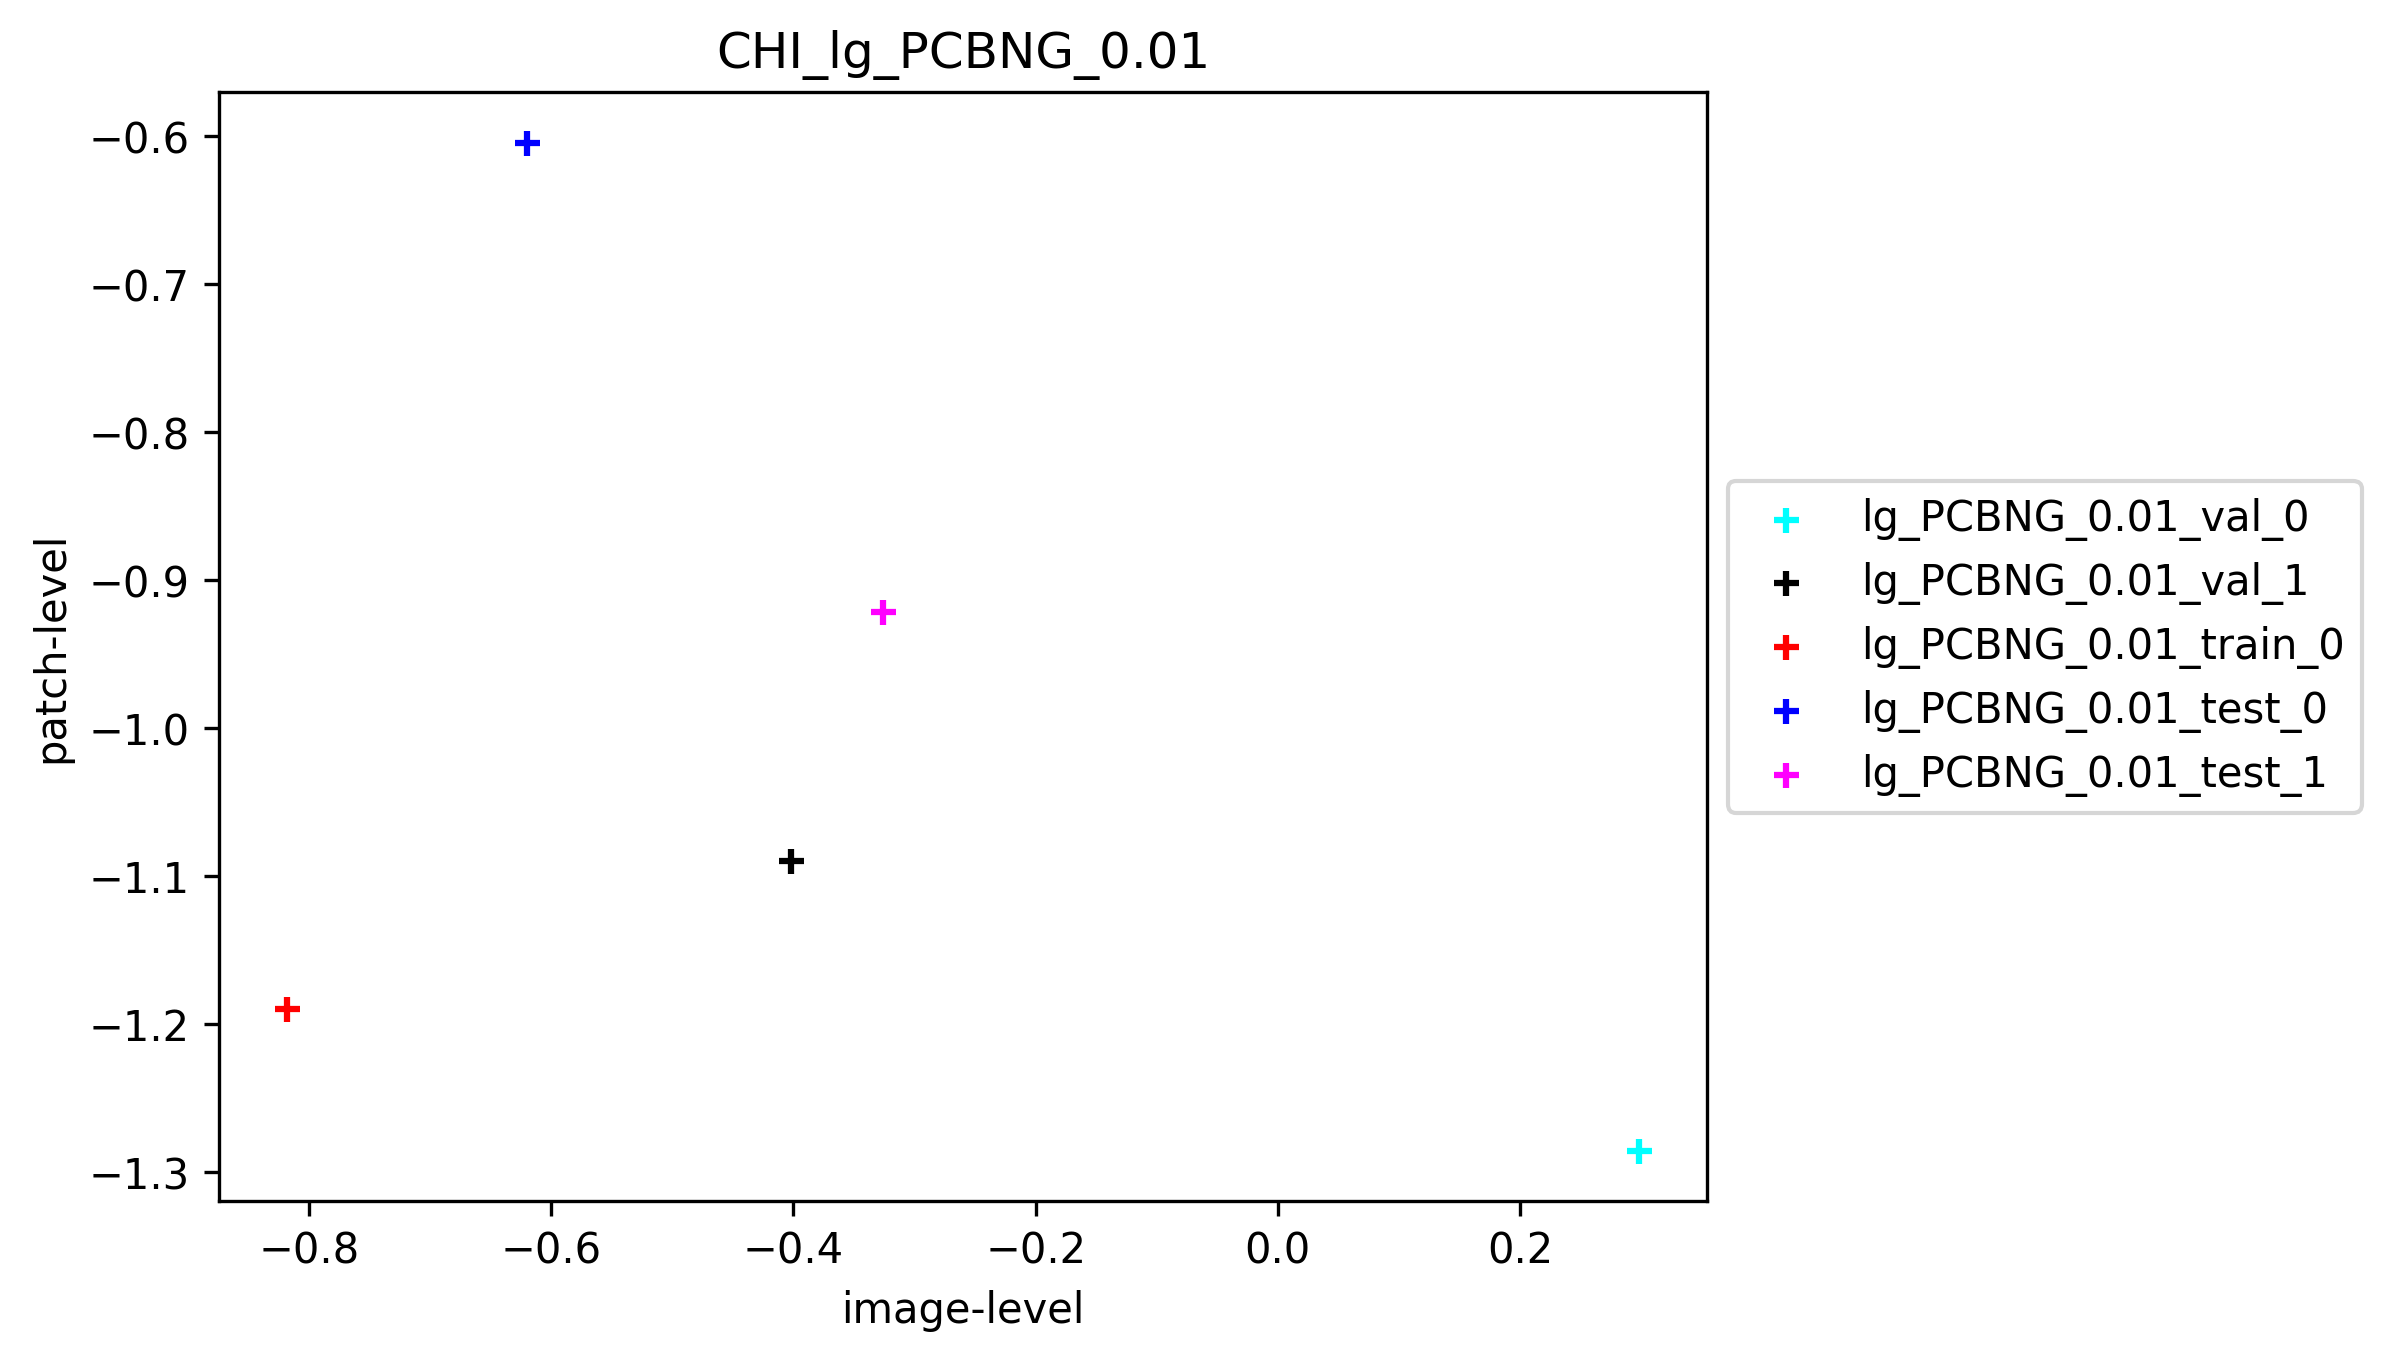 CHI_lg_PCBNG_0.01
−0.6
−0.7
−0.8
−0.9
−1.0
−1.1
−1.2
−1.3
patch-level
−0.8
−0.6
−0.4
−0.2
0.0
0.2
image-level
lg_PCBNG_0.01_val_0
lg_PCBNG_0.01_val_1
lg_PCBNG_0.01_train_0
lg_PCBNG_0.01_test_0
lg_PCBNG_0.01_test_1